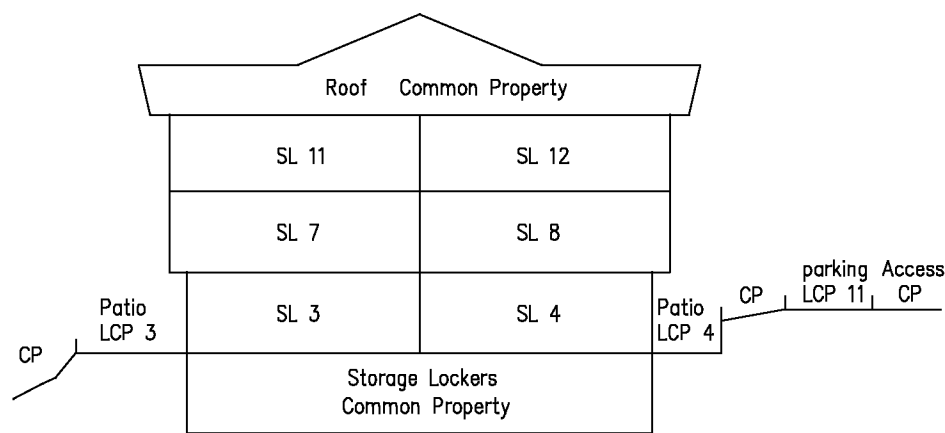 Roof Common Property
SL 11
SL 12
SL 7
SL 8
SL 3
SL 4
Patio
LCP 3
CP
Patio
LCP 4
CP
parking
LCP 11
Access
CP
Storage Lockers
Common Property